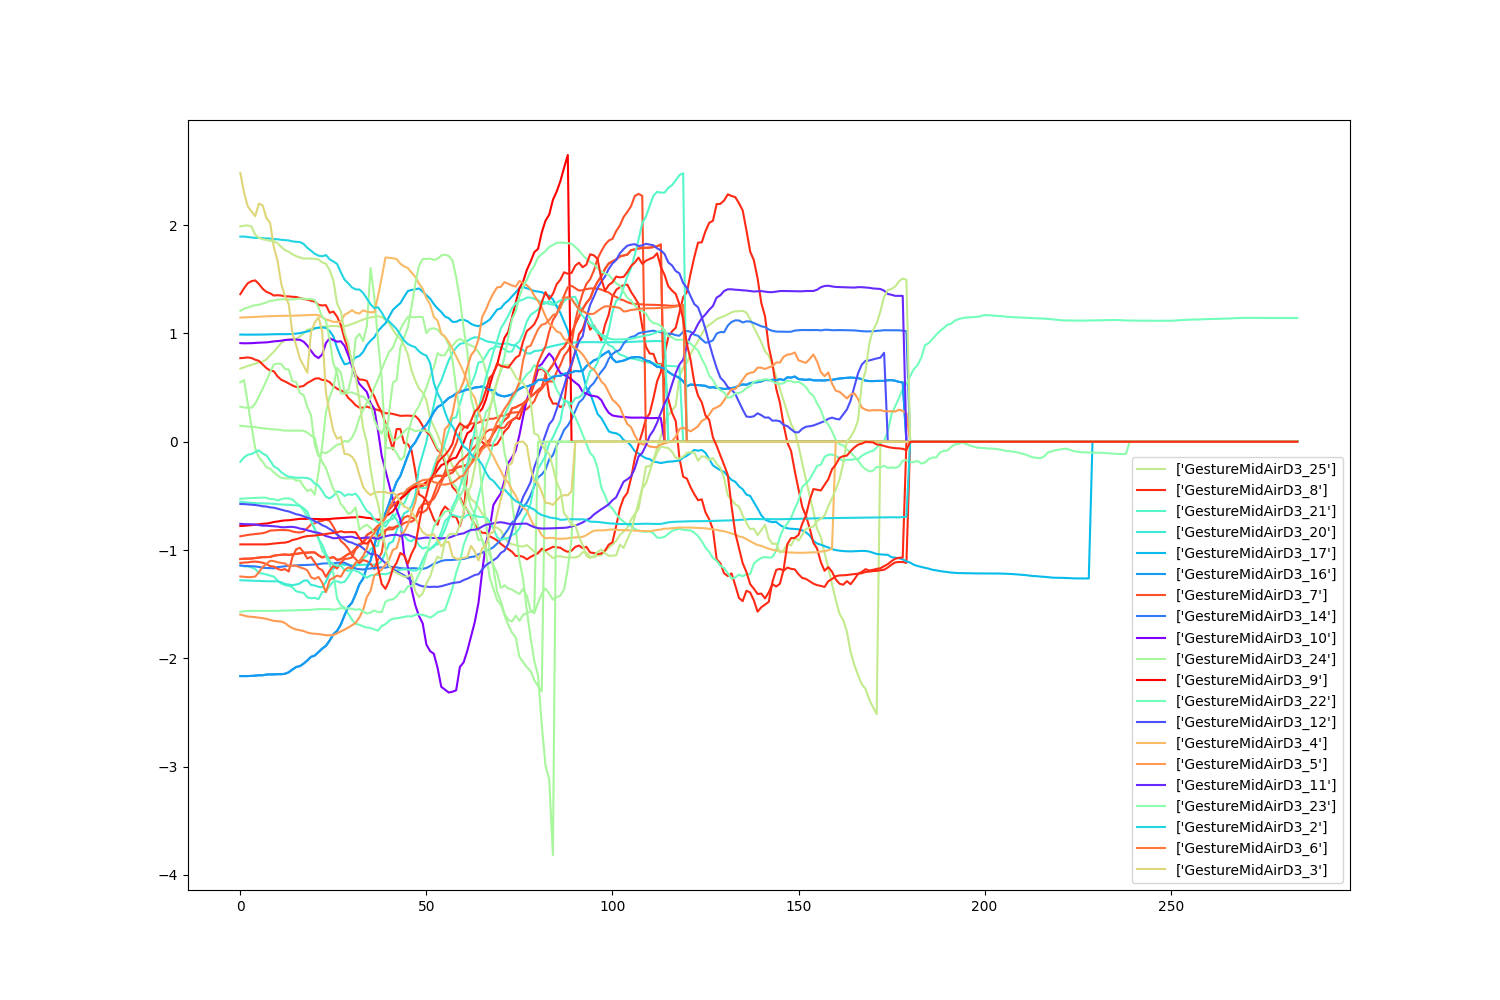 2
1
0
−1
−2
−3
−4
0 50 100 150 200 250
['GestureMidAirD3_25']
['GestureMidAirD3_8']
['GestureMidAirD3_21']
['GestureMidAirD3_20']
['GestureMidAirD3_17']
['GestureMidAirD3_16']
['GestureMidAirD3_7']
['GestureMidAirD3_14']
['GestureMidAirD3_10']
['GestureMidAirD3_24']
['GestureMidAirD3_9']
['GestureMidAirD3_22']
['GestureMidAirD3_12']
['GestureMidAirD3_4']
['GestureMidAirD3_5']
['GestureMidAirD3_11']
['GestureMidAirD3_23']
['GestureMidAirD3_2']
['GestureMidAirD3_6']
['GestureMidAirD3_3']